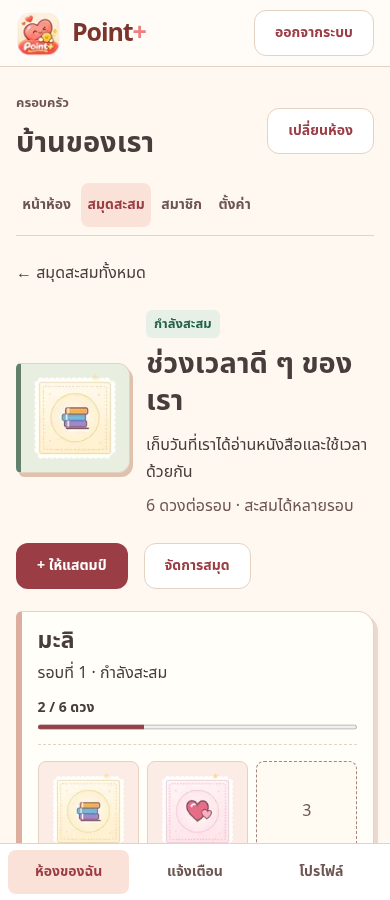 Point+
Point+
ออกจากระบบ
ครอบครัว
บ้านของเรา
เปลี่ยนห้อง
หน้าห้อง
สมุดสะสม
สมาชิก
ตั้งค่า
← สมุดสะสมทั้งหมด
กำลังสะสม
ช่วงเวลาดี ๆ ของ
เรา
เก็บวันที่เราได้อ่านหนังสือและใช้เวลา
ด้วยกัน
6 ดวงต่อรอบ · สะสมได้หลายรอบ
+ ให้แสตมป์
จัดการสมุด
มะลิ
รอบที่ 1 · กำลังสะสม
2 / 6 ดวง
3
ห้องของฉัน
แจ้งเตือน
โปรไฟล์